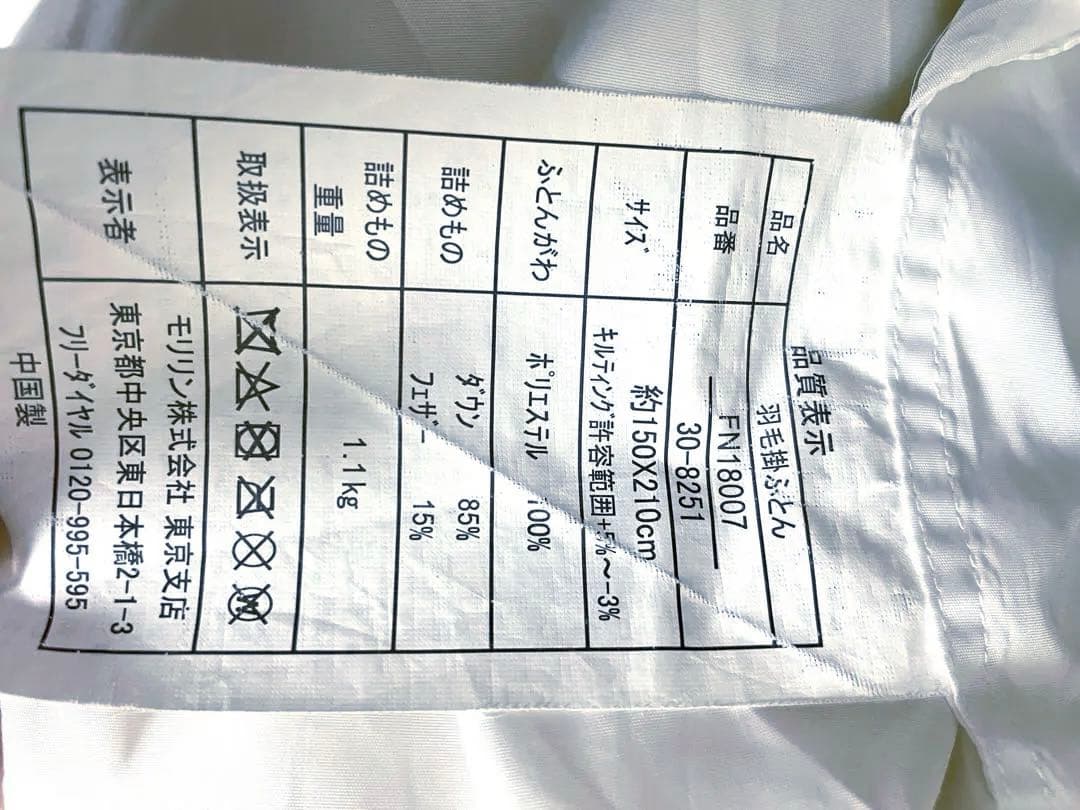 品質表示
品名 羽毛掛ふとん
品番 FN18007
30-8251
サイズ 約150X210cm
キルティング許容範囲+5%~-3%
ふとんがわ ポリエステル 100%
詰めもの ダウン 85%
フェザー 15%
詰めもの
重量 1.1kg
取扱表示
表示者 モリリン株式会社 東京支店
東京都中央区東日本橋2-1-3
フリーダイヤル 0120-995-595
中国製